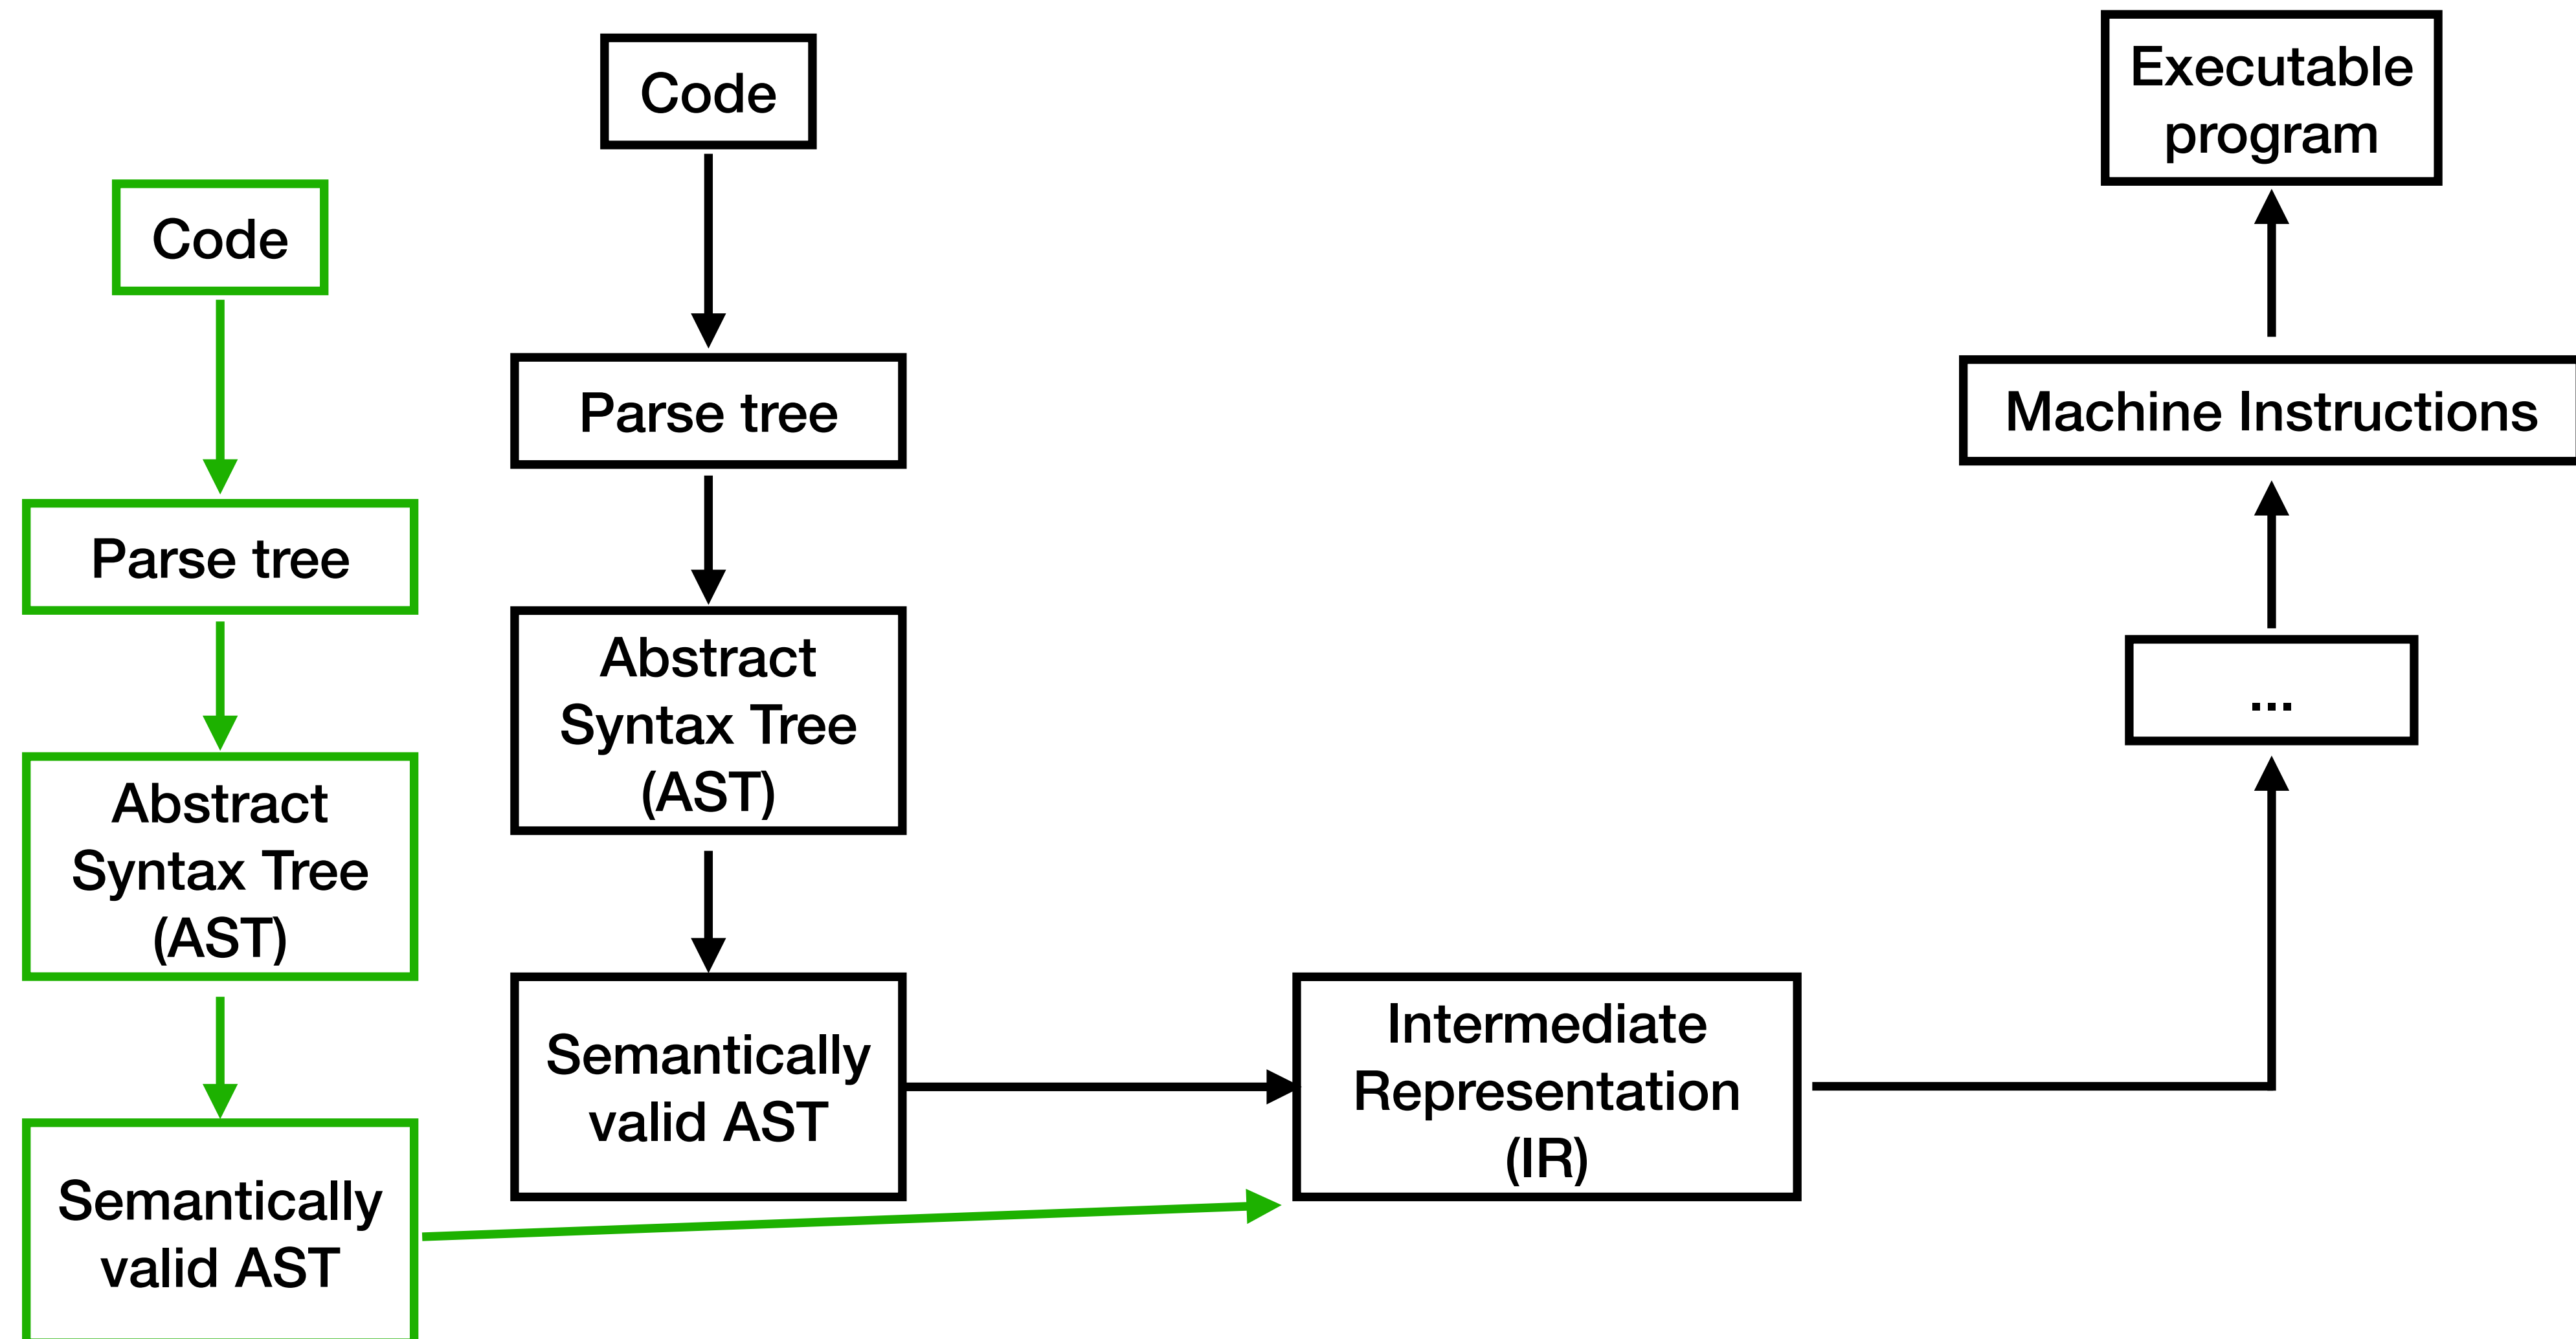 Code
Parse tree
Abstract
Syntax Tree
(AST)
Semantically
valid AST
Code
Parse tree
Abstract
Syntax Tree
(AST)
Semantically
valid AST
Intermediate
Representation
(IR)
...
Machine Instructions
Executable
program